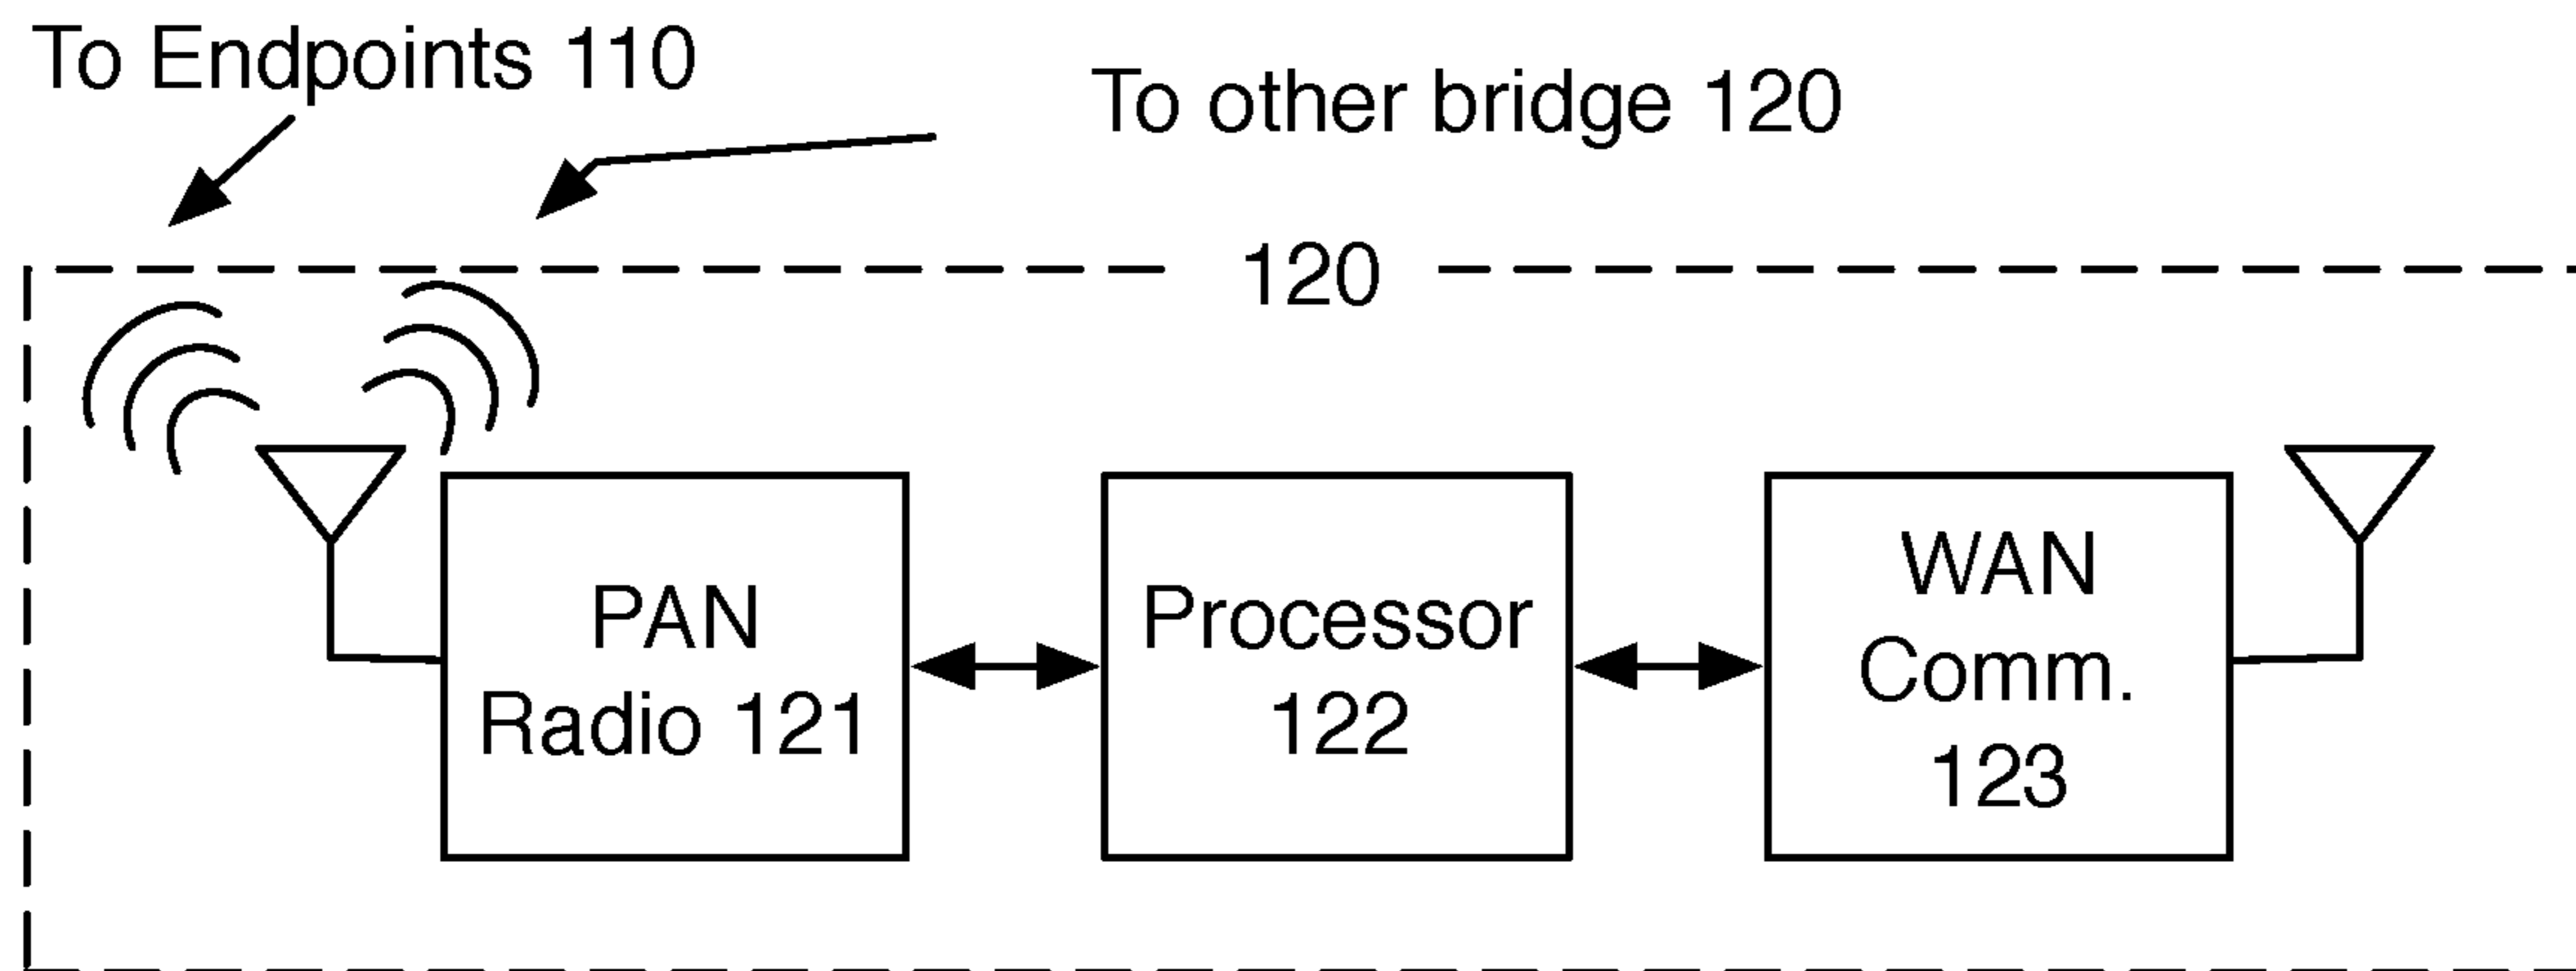 To Endpoints 110
To other bridge 120
120
PAN
Radio 121
Processor
122
WAN
Comm.
123